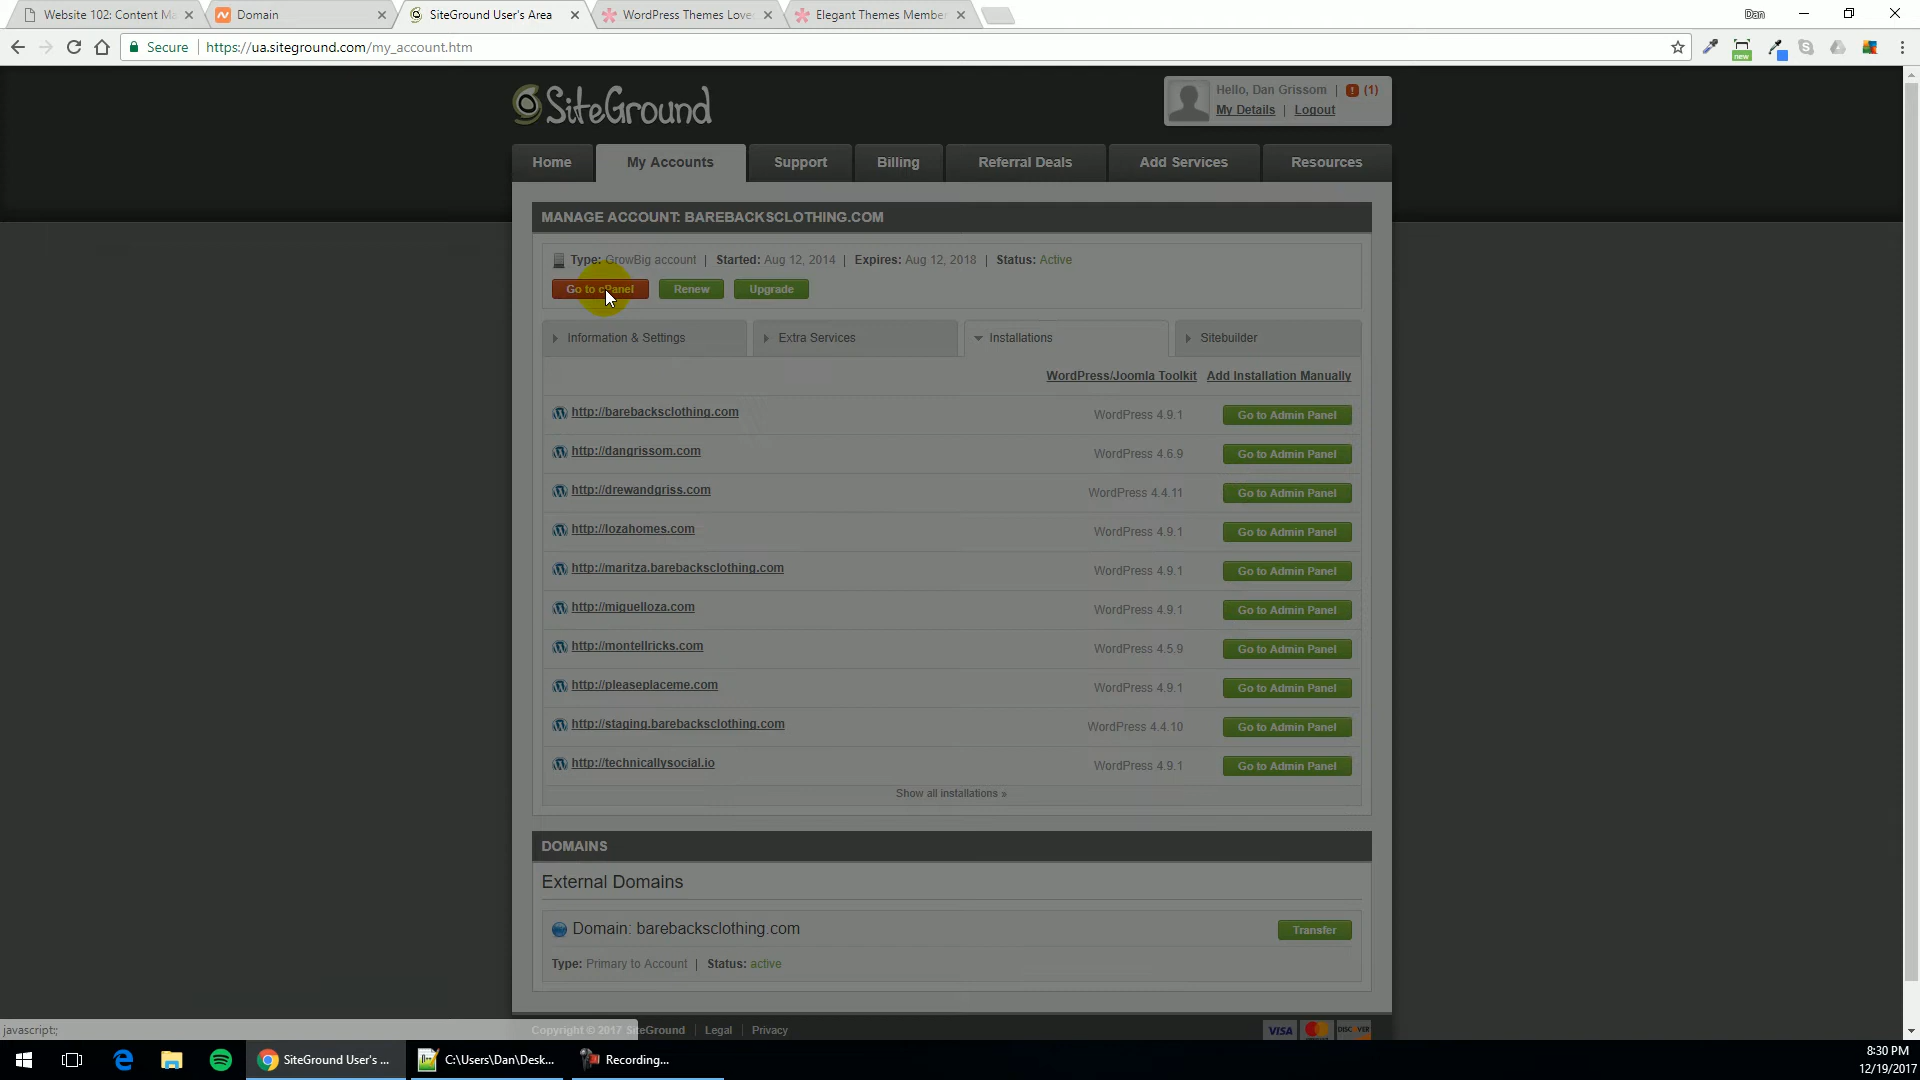 Website 102: Content Ma
Domain
SiteGround User's Area
WordPress Themes Love
Elegant Themes Membe
Dan
Secure
https://ua.siteground.com/my_account.htm
new
SiteGround
Hello, Dan Grissom | ! (1)
My Details | Logout
Home
My Accounts
Support
Billing
Referral Deals
Add Services
Resources
MANAGE ACCOUNT: BAREBACKSCLOTHING.COM
Type: GrowBig account | Started: Aug 12, 2014 | Expires: Aug 12, 2018 | Status: Active
Go to cPanel
Renew
Upgrade
Information & Settings
Extra Services
Installations
Sitebuilder
WordPress/Joomla Toolkit
Add Installation Manually
http://barebacksclothing.com WordPress 4.9.1 Go to Admin Panel
http://dangrissom.com WordPress 4.6.9 Go to Admin Panel
http://drewandgriss.com WordPress 4.4.11 Go to Admin Panel
http://lozahomes.com WordPress 4.9.1 Go to Admin Panel
http://maritza.barebacksclothing.com WordPress 4.9.1 Go to Admin Panel
http://miguelloza.com WordPress 4.9.1 Go to Admin Panel
http://montellricks.com WordPress 4.5.9 Go to Admin Panel
http://pleaseplaceme.com WordPress 4.9.1 Go to Admin Panel
http://staging.barebacksclothing.com WordPress 4.4.10 Go to Admin Panel
http://technicallysocial.io WordPress 4.9.1 Go to Admin Panel
Show all installations »
DOMAINS
External Domains
Domain: barebacksclothing.com
Transfer
Type: Primary to Account | Status: active
javascript:;
Copyright © 2017 SiteGround | Legal | Privacy
VISA
MasterCard
DISCOVER
SiteGround User's ...
C:\Users\Dan\Desk...
Recording...
8:30 PM
12/19/2017